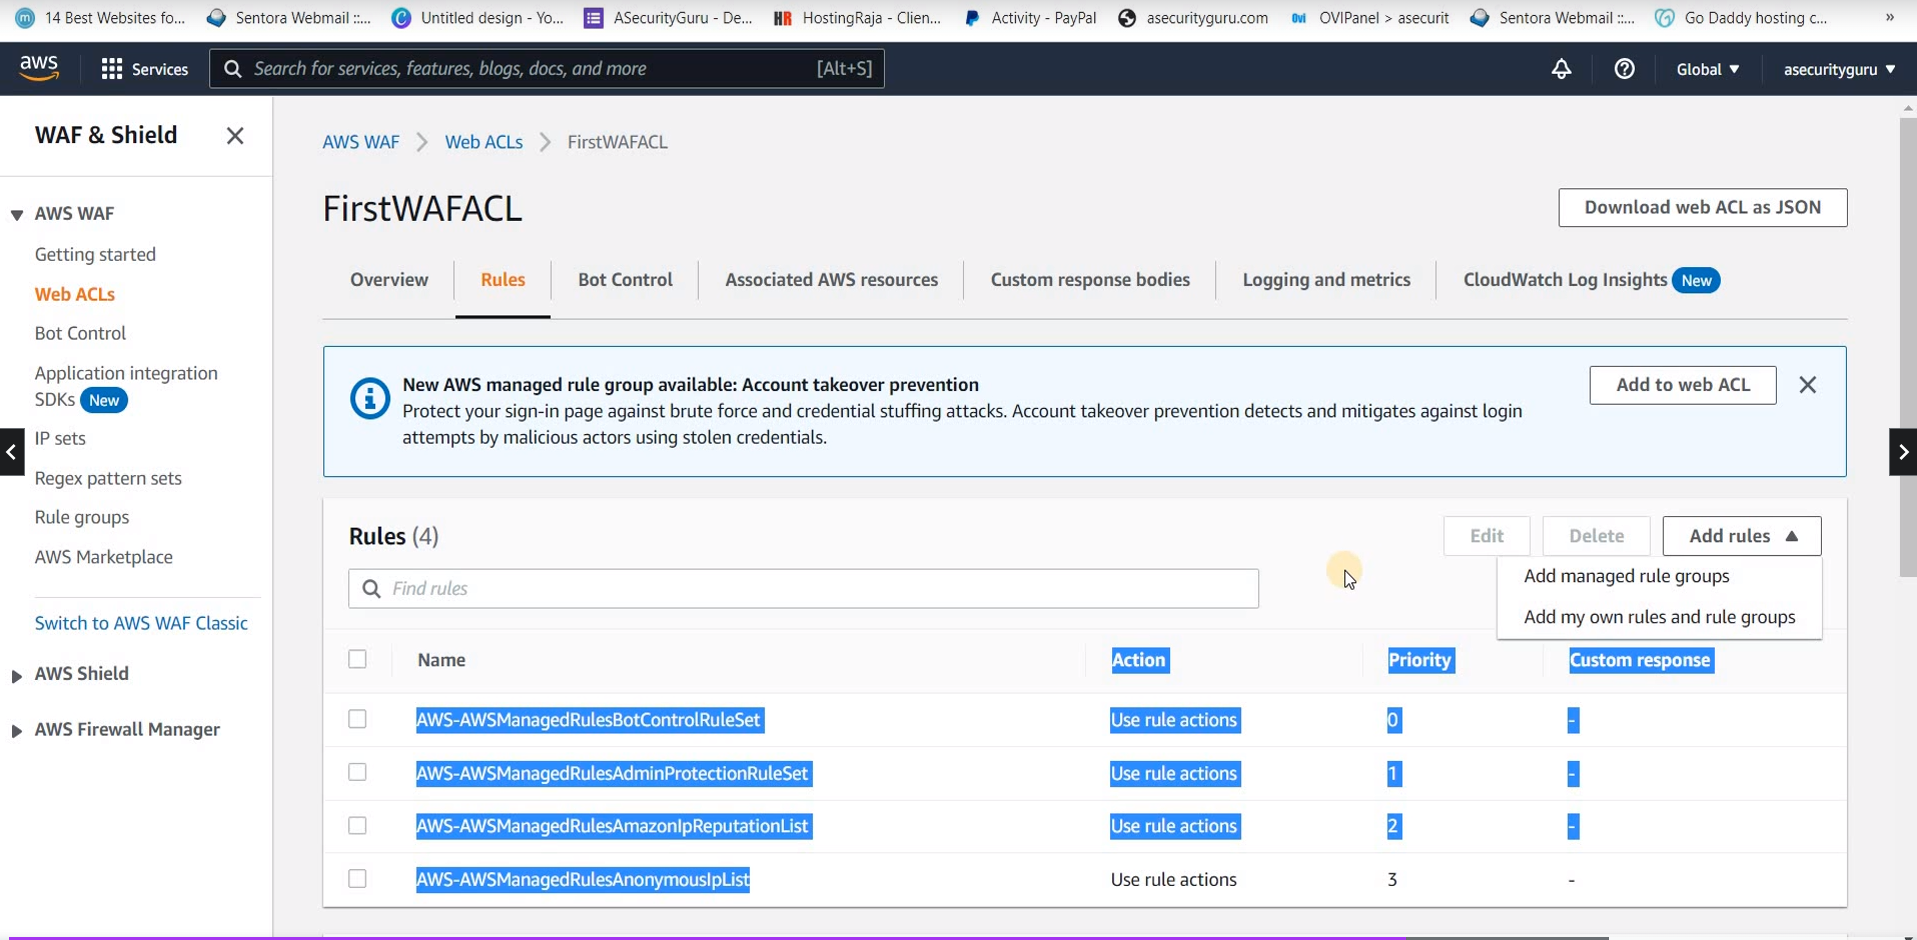 14 Best Websites fo... Sentora Webmail ::... Untitled design - Yo... ASecurityGuru - De... HR HostingRaja - Clien... Activity - PayPal asecurityguru.com OVI OVIPanel > asecurit Sentora Webmail ::... Go Daddy hosting c... »
aws Services Search for services, features, blogs, docs, and more [Alt+S] Global ▼ asecurityguru ▼
WAF & Shield
AWS WAF
Getting started
Web ACLs
Bot Control
Application integration
SDKs New
IP sets
Regex pattern sets
Rule groups
AWS Marketplace
Switch to AWS WAF Classic
AWS Shield
AWS Firewall Manager
AWS WAF > Web ACLs > FirstWAFACL
FirstWAFACL
Download web ACL as JSON
Overview Rules Bot Control Associated AWS resources Custom response bodies Logging and metrics CloudWatch Log Insights New
New AWS managed rule group available: Account takeover prevention
Protect your sign-in page against brute force and credential stuffing attacks. Account takeover prevention detects and mitigates against login
attempts by malicious actors using stolen credentials.
Add to web ACL
Rules (4)
Edit Delete Add rules ▲
Add managed rule groups
Add my own rules and rule groups
Find rules
Name Action Priority Custom response
AWS-AWSManagedRulesBotControlRuleSet Use rule actions 0 -
AWS-AWSManagedRulesAdminProtectionRuleSet Use rule actions 1 -
AWS-AWSManagedRulesAmazonIpReputationList Use rule actions 2 -
AWS-AWSManagedRulesAnonymousIpList Use rule actions 3 -